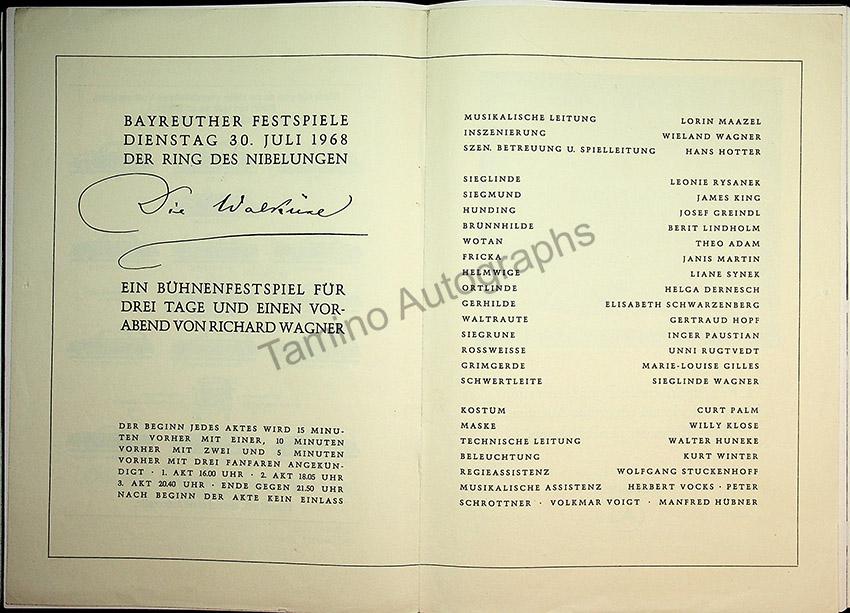 BAYREUTHER FESTSPIELE
DIENSTAG 30. JULI 1968
DER RING DES NIBELUNGEN
Die Walküre
EIN BÜHNENFESTSPIEL FÜR
DREI TAGE UND EINEN VOR-
ABEND VON RICHARD WAGNER
DER BEGINN JEDES AKTES WIRD 15 MINU-
TEN VORHER MIT EINER, 10 MINUTEN
VORHER MIT ZWEI UND 5 MINUTEN
VORHER MIT DREI FANFAREN ANGEKÜN-
DIGT · 1. AKT 16.00 UHR · 2. AKT 18.05 UHR
3. AKT 20.40 UHR · ENDE GEGEN 21.50 UHR
NACH BEGINN DER AKTE KEIN EINLASS
MUSIKALISCHE LEITUNG LORIN MAAZEL
INSZENIERUNG WIELAND WAGNER
SZEN. BETREUUNG U. SPIELLEITUNG HANS HOTTER
SIEGLINDE LEONIE RYSANEK
SIEGMUND JAMES KING
HUNDING JOSEF GREINDL
BRÜNNHILDE BERIT LINDHOLM
WOTAN THEO ADAM
FRICKA JANIS MARTIN
HELMWIGE LIANE SYNEK
ORTLINDE HELGA DERNESCH
GERHILDE ELISABETH SCHWARZENBERG
WALTRAUTE GERTRAUD HOPF
SIEGRUNE INGER PAUSTIAN
ROSSWEISSE UNNI RUGTVEDT
GRIMGERDE MARIE-LOUISE GILLES
SCHWERTLEITE SIEGLINDE WAGNER
KOSTÜM CURT PALM
MASKE WILLY KLOSE
TECHNISCHE LEITUNG WALTER HUNEKE
BELEUCHTUNG KURT WINTER
REGIEASSISTENZ WOLFGANG STUCKENHOFF
MUSIKALISCHE ASSISTENZ HERBERT VOCKS · PETER
SCHROTTNER · VOLKMAR VOIGT · MANFRED HÜBNER
Tamino Autographs